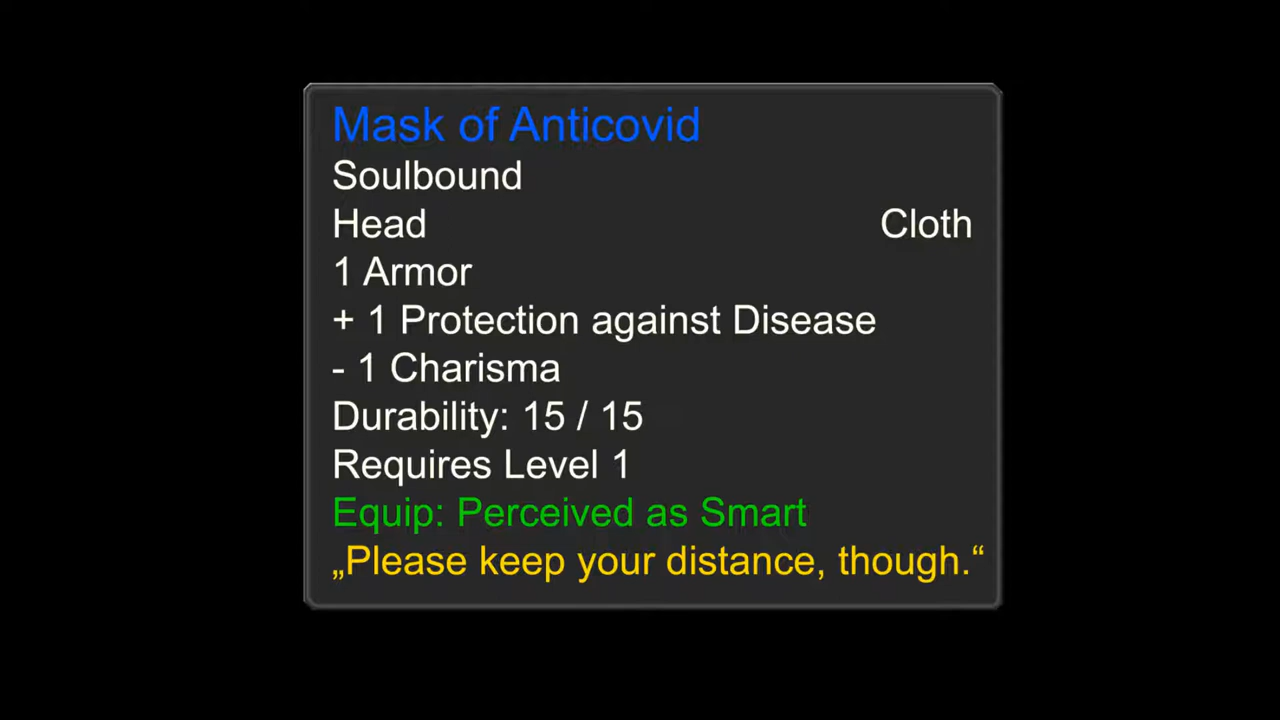 Mask of Anticovid
Soulbound
Head Cloth
1 Armor
+ 1 Protection against Disease
- 1 Charisma
Durability: 15 / 15
Requires Level 1
Equip: Perceived as Smart
„Please keep your distance, though.“